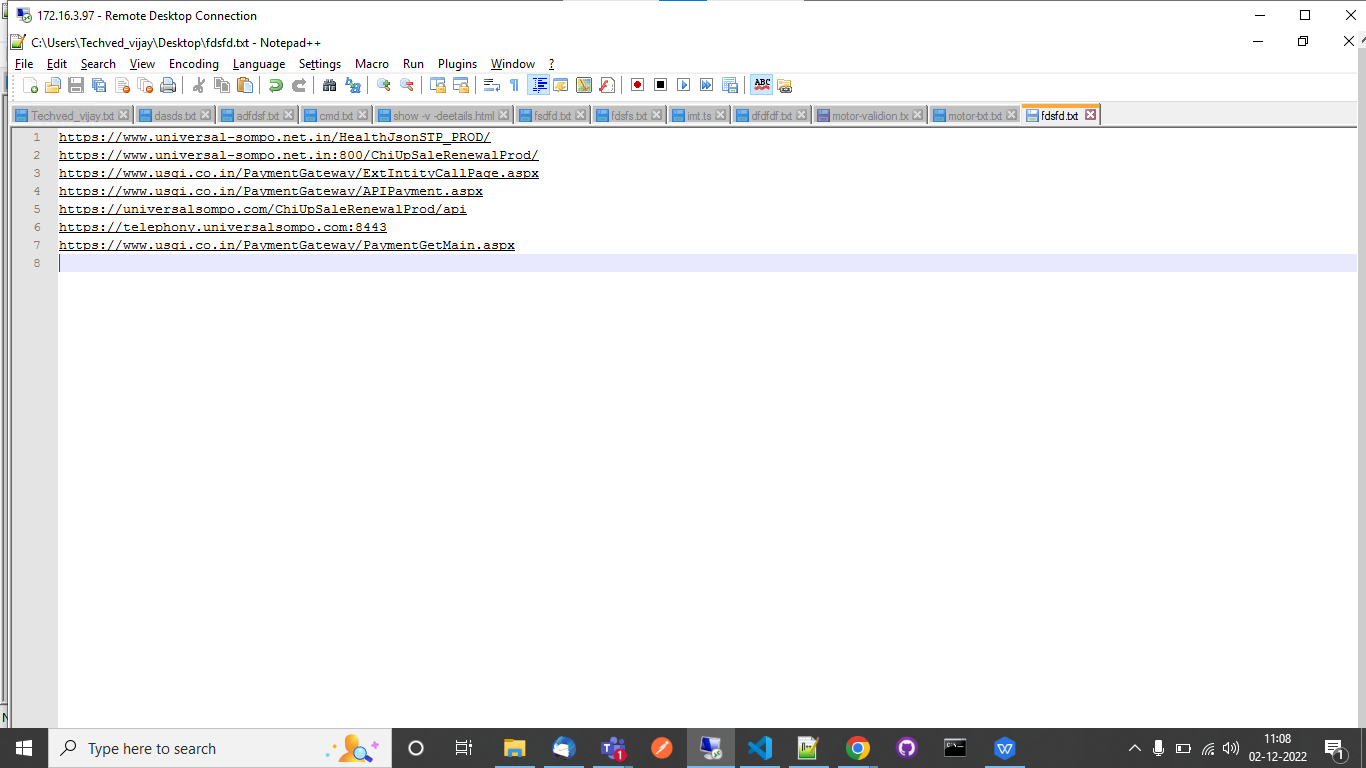 172.16.3.97 - Remote Desktop Connection
C:\Users\Techved_vijay\Desktop\fdsfd.txt - Notepad++
File Edit Search View Encoding Language Settings Macro Run Plugins Window ?
ABC
Techved_vijay.txt dasds.txt adfdsf.txt cmd.txt show -v -deetails.html fsdfd.txt fdsfs.txt imt.ts dfdfdf.txt motor-validion.tx motor-txt.txt fdsfd.txt
1 https://www.universal-sompo.net.in/HealthJsonSTP_PROD/
2 https://www.universal-sompo.net.in:800/ChiUpSaleRenewalProd/
3 https://www.usgi.co.in/PaymentGateway/ExtIntityCallPage.aspx
4 https://www.usgi.co.in/PaymentGateway/APIPayment.aspx
5 https://universalsompo.com/ChiUpSaleRenewalProd/api
6 https://telephony.universalsompo.com:8443
7 https://www.usgi.co.in/PaymentGateway/PaymentGetMain.aspx
8
Type here to search
1
11:08
02-12-2022
1